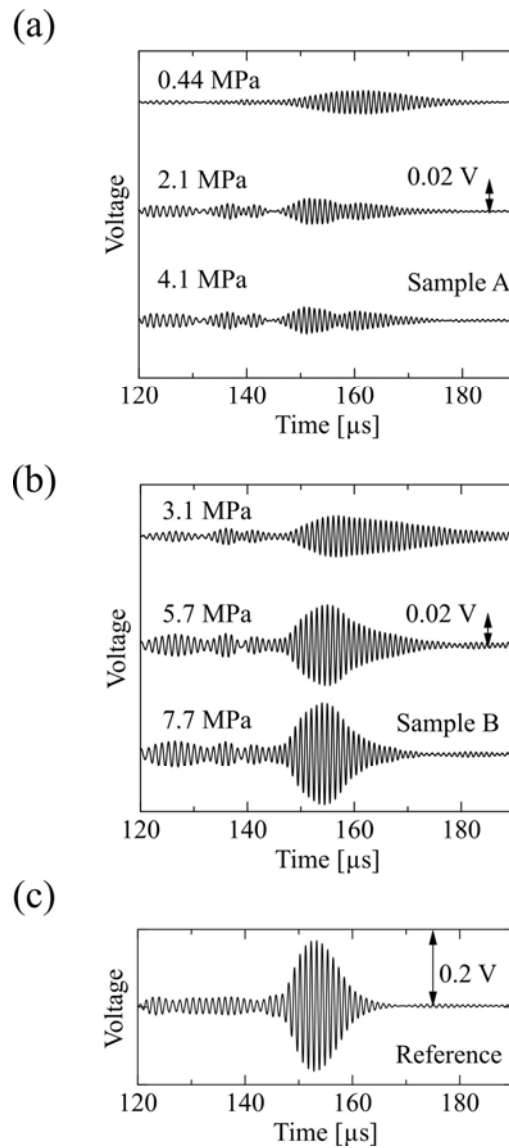 (a)
0.44 MPa
2.1 MPa
0.02 V
4.1 MPa
Sample A
Voltage
120 140 160 180
Time [μs]
(b)
3.1 MPa
5.7 MPa
0.02 V
7.7 MPa
Sample B
Voltage
120 140 160 180
Time [μs]
(c)
0.2 V
Reference
Voltage
120 140 160 180
Time [μs]